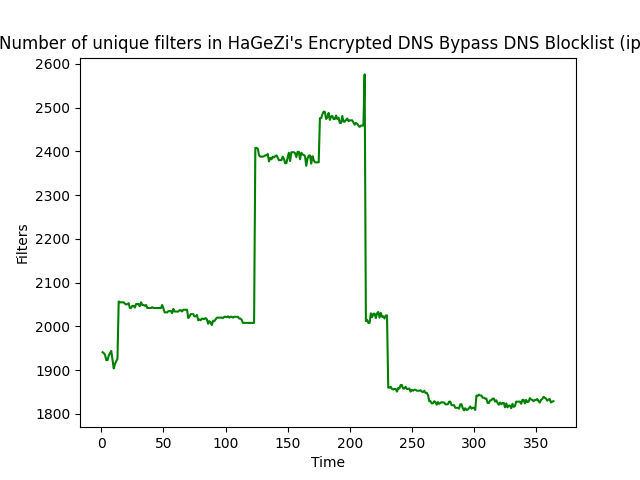 Number of unique filters in HaGeZi's Encrypted DNS Bypass DNS Blocklist (ip
2600
2500
2400
2300
2200
2100
2000
1900
1800
Filters
0 50 100 150 200 250 300 350
Time